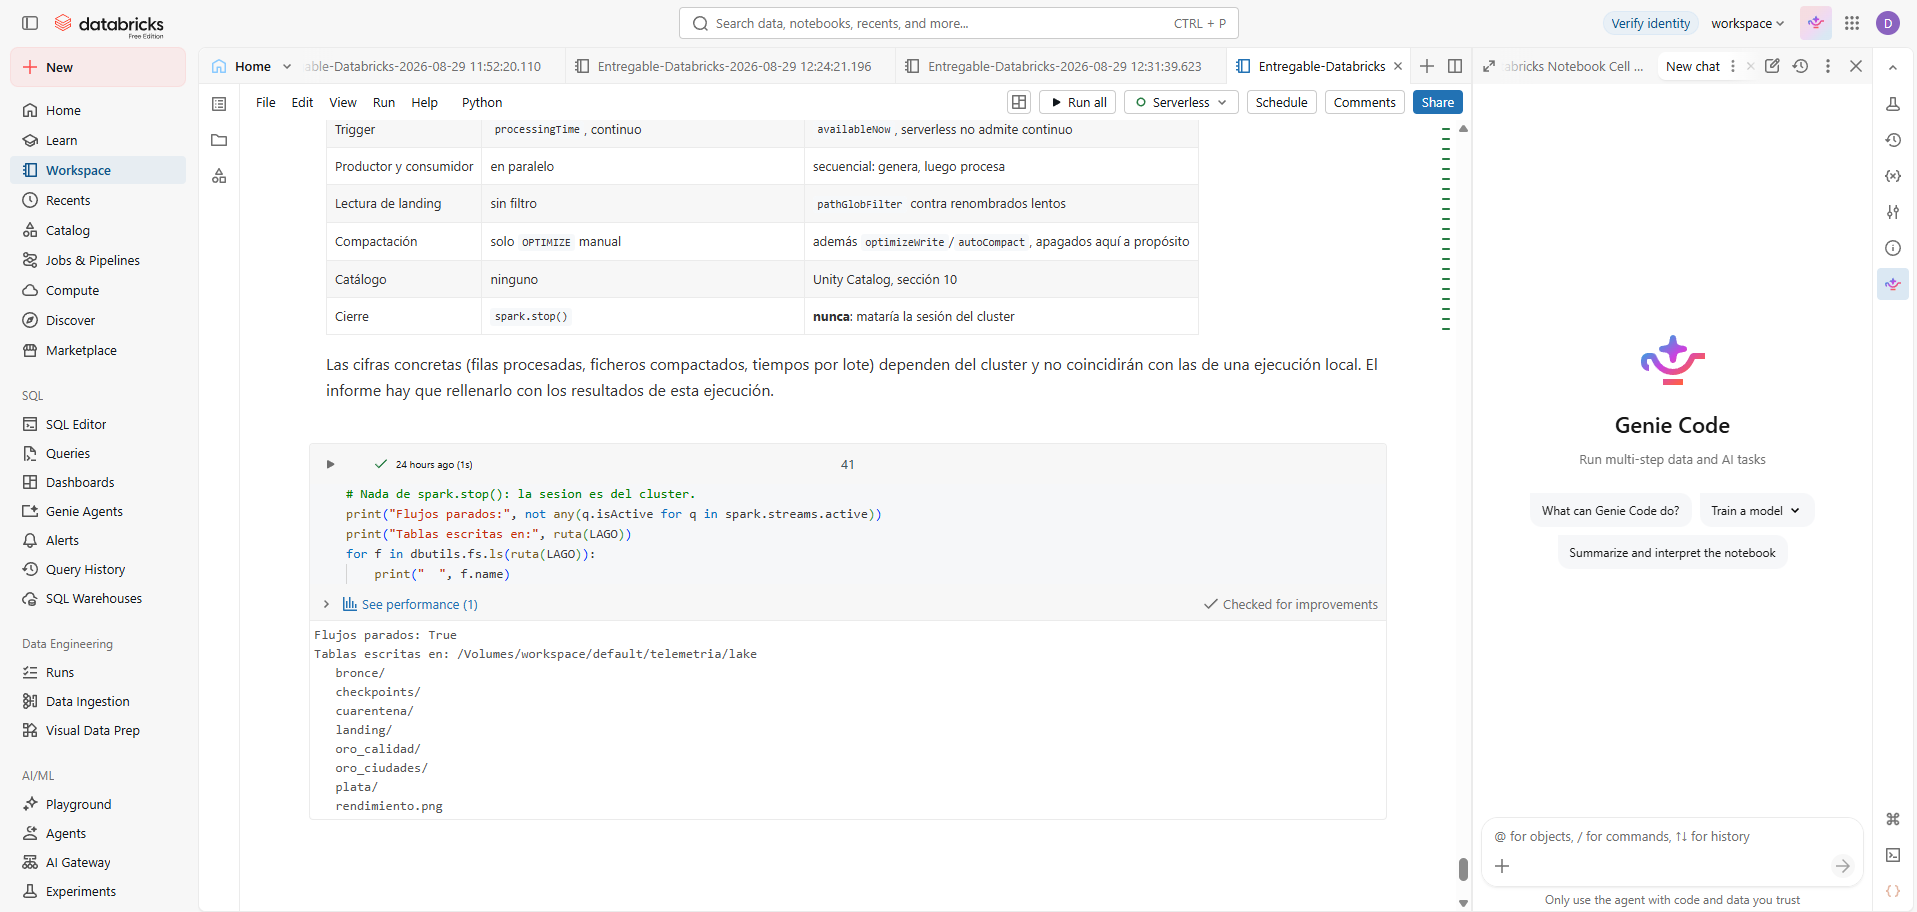 databricks
Free Edition
Search data, notebooks, recents, and more...
CTRL + P
Verify identity
workspace
D
New
Home
Learn
Workspace
Recents
Catalog
Jobs & Pipelines
Compute
Discover
Marketplace
SQL
SQL Editor
Queries
Dashboards
Genie Agents
Alerts
Query History
SQL Warehouses
Data Engineering
Runs
Data Ingestion
Visual Data Prep
AI/ML
Playground
Agents
AI Gateway
Experiments
Home
able-Databricks-2026-08-29 11:52:20.110
Entregable-Databricks-2026-08-29 12:24:21.196
Entregable-Databricks-2026-08-29 12:31:39.623
Entregable-Databricks
File Edit View Run Help Python
Run all
Serverless
Schedule
Comments
Share
Trigger processingTime, continuo availableNow, serverless no admite continuo
Productor y consumidor en paralelo secuencial: genera, luego procesa
Lectura de landing sin filtro pathGlobFilter contra renombrados lentos
Compactación solo OPTIMIZE manual además optimizeWrite / autoCompact, apagados aquí a propósito
Catálogo ninguno Unity Catalog, sección 10
Cierre spark.stop() nunca: mataría la sesión del cluster
Las cifras concretas (filas procesadas, ficheros compactados, tiempos por lote) dependen del cluster y no coincidirán con las de una ejecución local. El
informe hay que rellenarlo con los resultados de esta ejecución.
24 hours ago (1s)
41
# Nada de spark.stop(): la sesion es del cluster.
print("Flujos parados:", not any(q.isActive for q in spark.streams.active))
print("Tablas escritas en:", ruta(LAGO))
for f in dbutils.fs.ls(ruta(LAGO)):
print("  ", f.name)
See performance (1)
Checked for improvements
Flujos parados: True
Tablas escritas en: /Volumes/workspace/default/telemetria/lake
bronce/
checkpoints/
cuarentena/
landing/
oro_calidad/
oro_ciudades/
plata/
rendimiento.png
abricks Notebook Cell ...
New chat
Genie Code
Run multi-step data and AI tasks
What can Genie Code do?
Train a model
Summarize and interpret the notebook
@ for objects, / for commands, ↑↓ for history
Only use the agent with code and data you trust